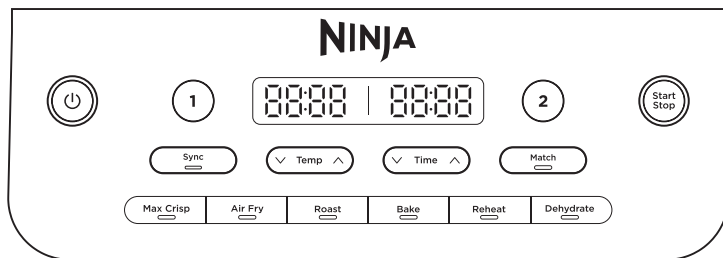 NINJA
1
88:88
88:88
2
Start
Stop
Sync
Temp
Time
Match
Max Crisp
Air Fry
Roast
Bake
Reheat
Dehydrate